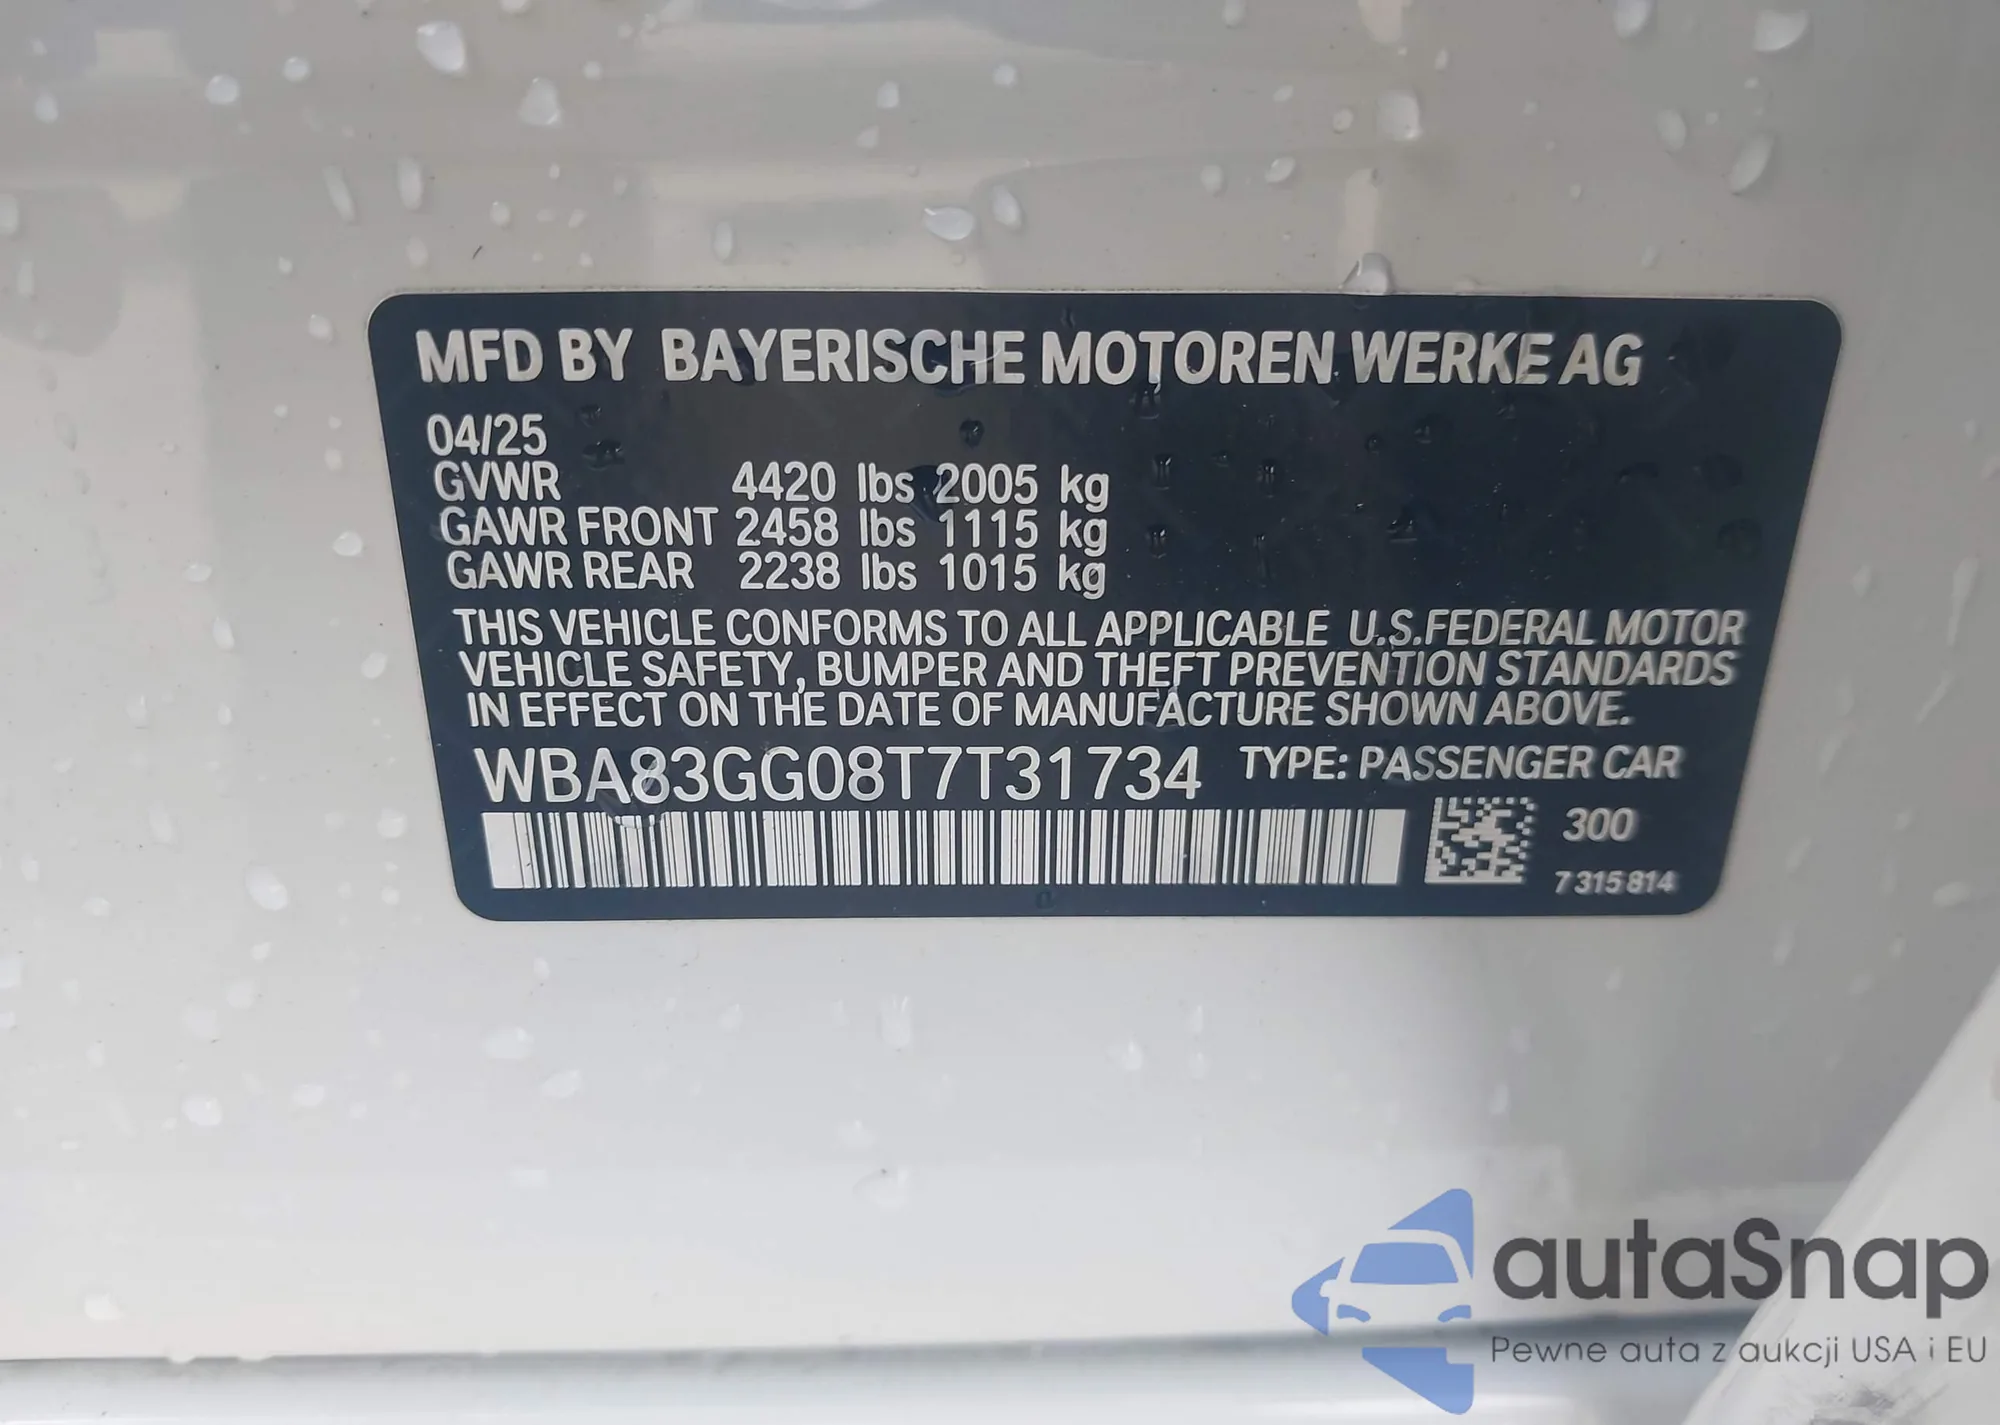 MFD BY BAYERISCHE MOTOREN WERKE AG
04/25
GVWR 4420 lbs 2005 kg
GAWR FRONT 2458 lbs 1115 kg
GAWR REAR 2238 lbs 1015 kg
THIS VEHICLE CONFORMS TO ALL APPLICABLE U.S.FEDERAL MOTOR
VEHICLE SAFETY, BUMPER AND THEFT PREVENTION STANDARDS
IN EFFECT ON THE DATE OF MANUFACTURE SHOWN ABOVE.
WBA83GG08T7T31734 TYPE: PASSENGER CAR
300
7 315 814
autaSnap
Pewne auta z aukcji USA i EU